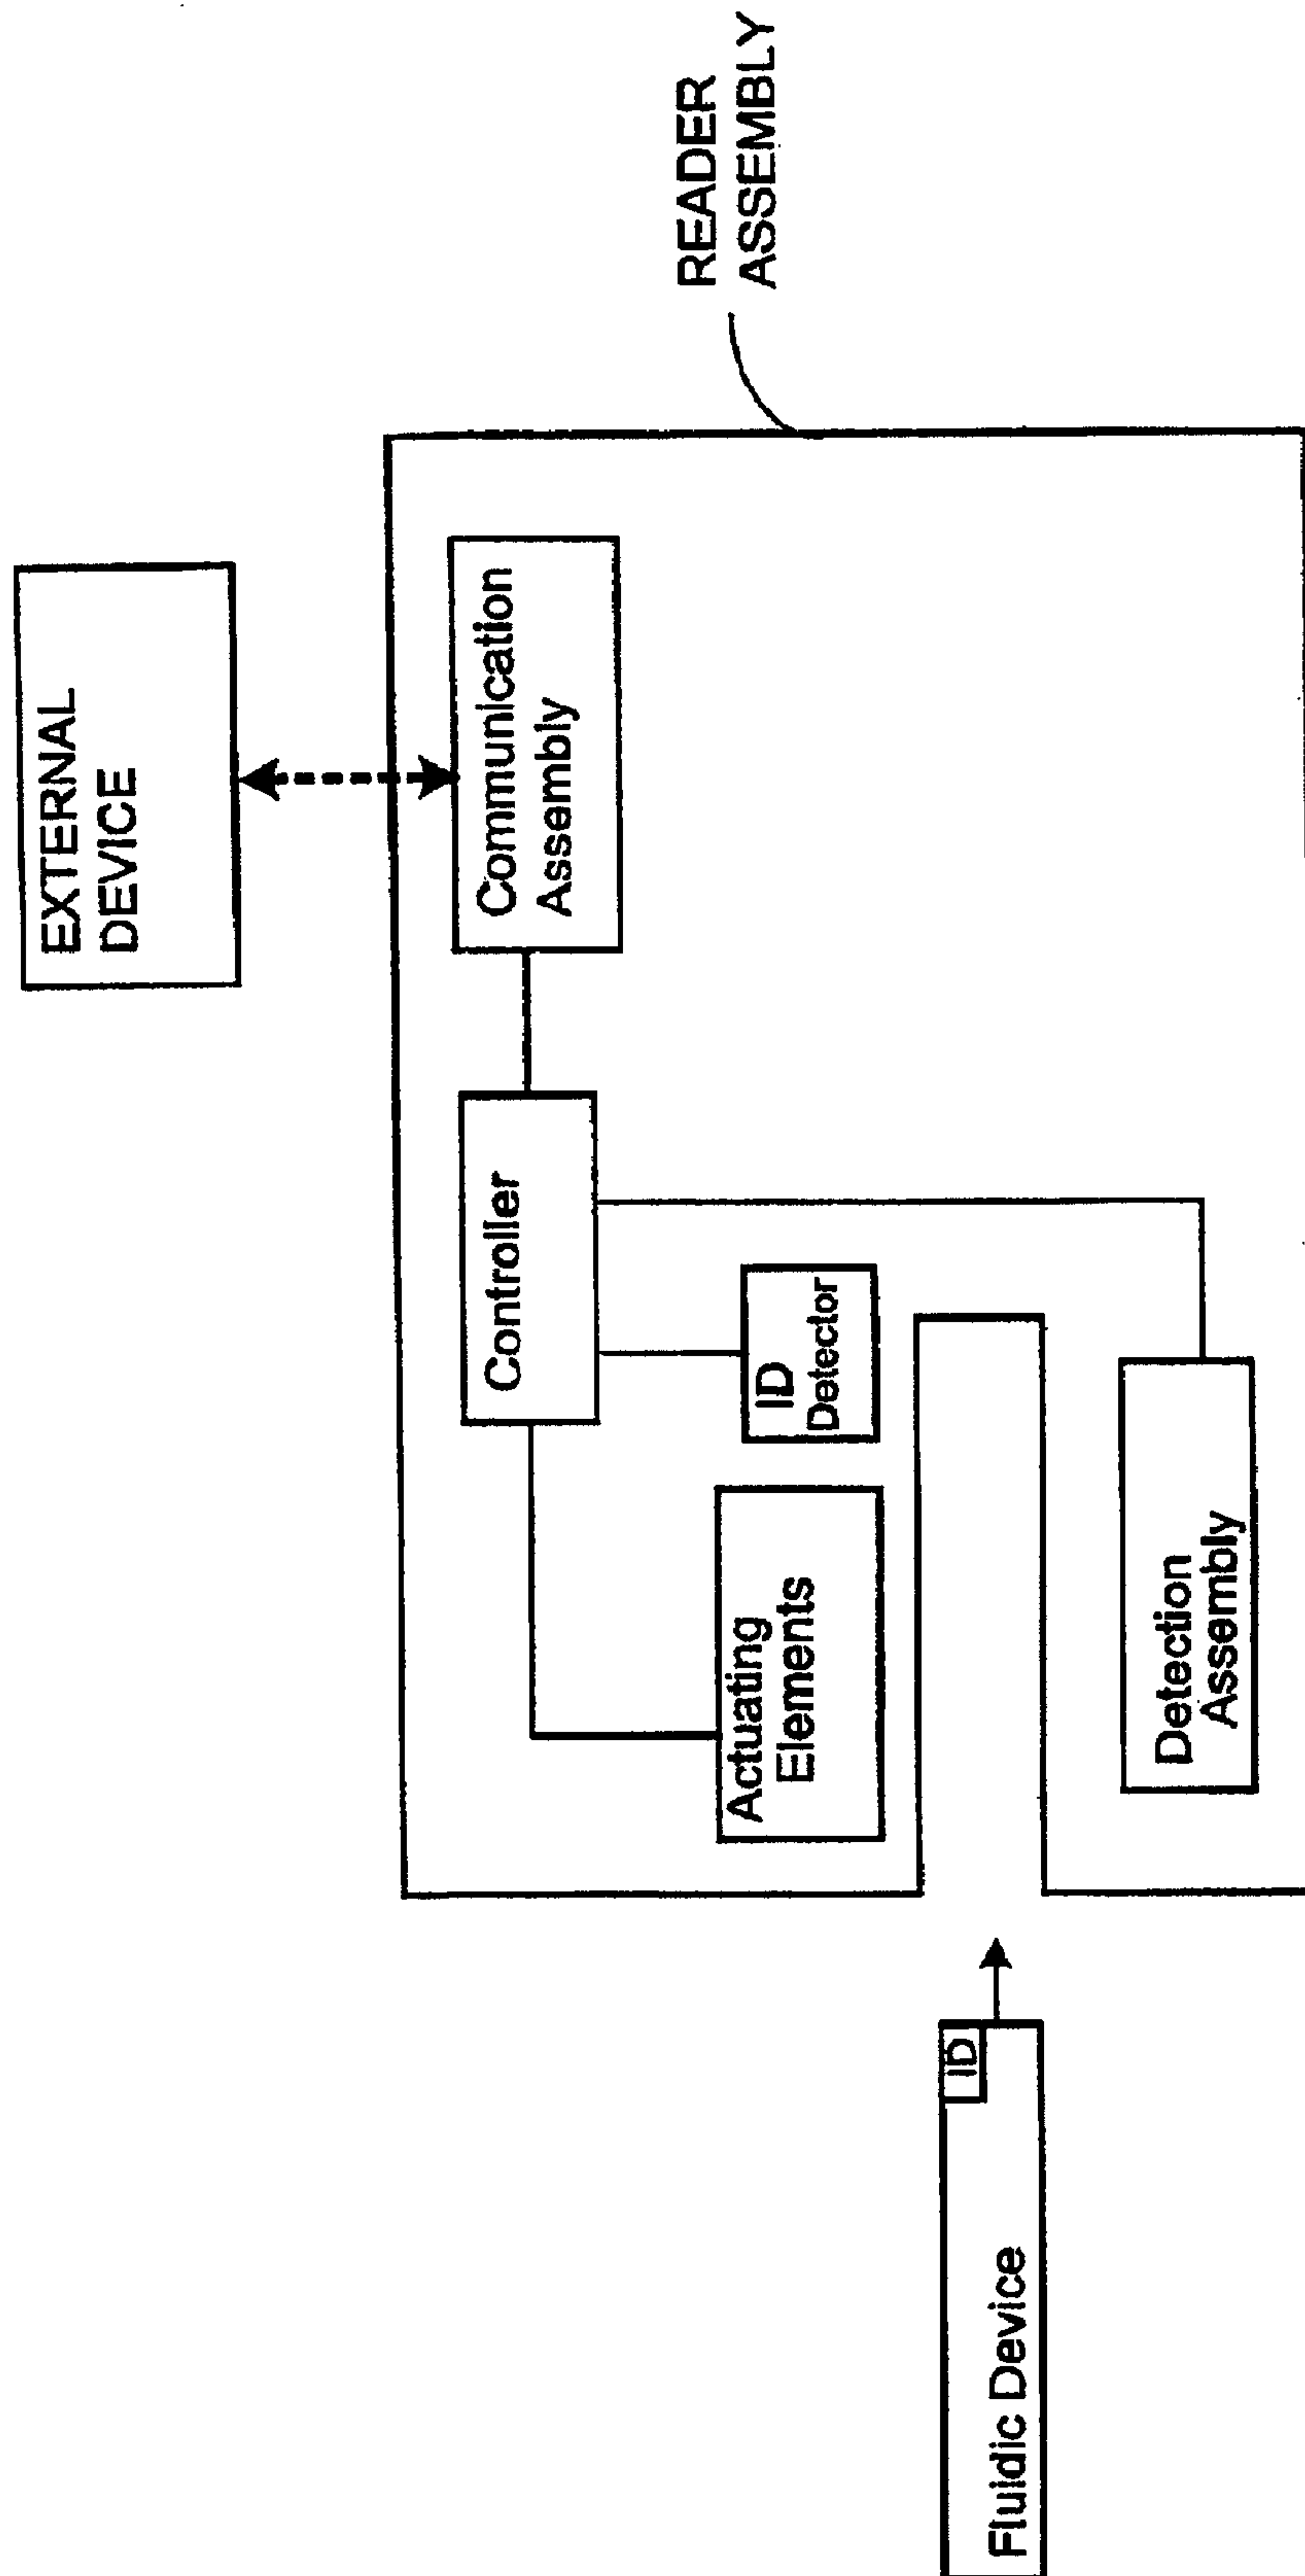 EXTERNAL
DEVICE
READER
ASSEMBLY
Communication
Assembly
Controller
ID
Detector
Actuating
Elements
Detection
Assembly
ID
Fluidic Device